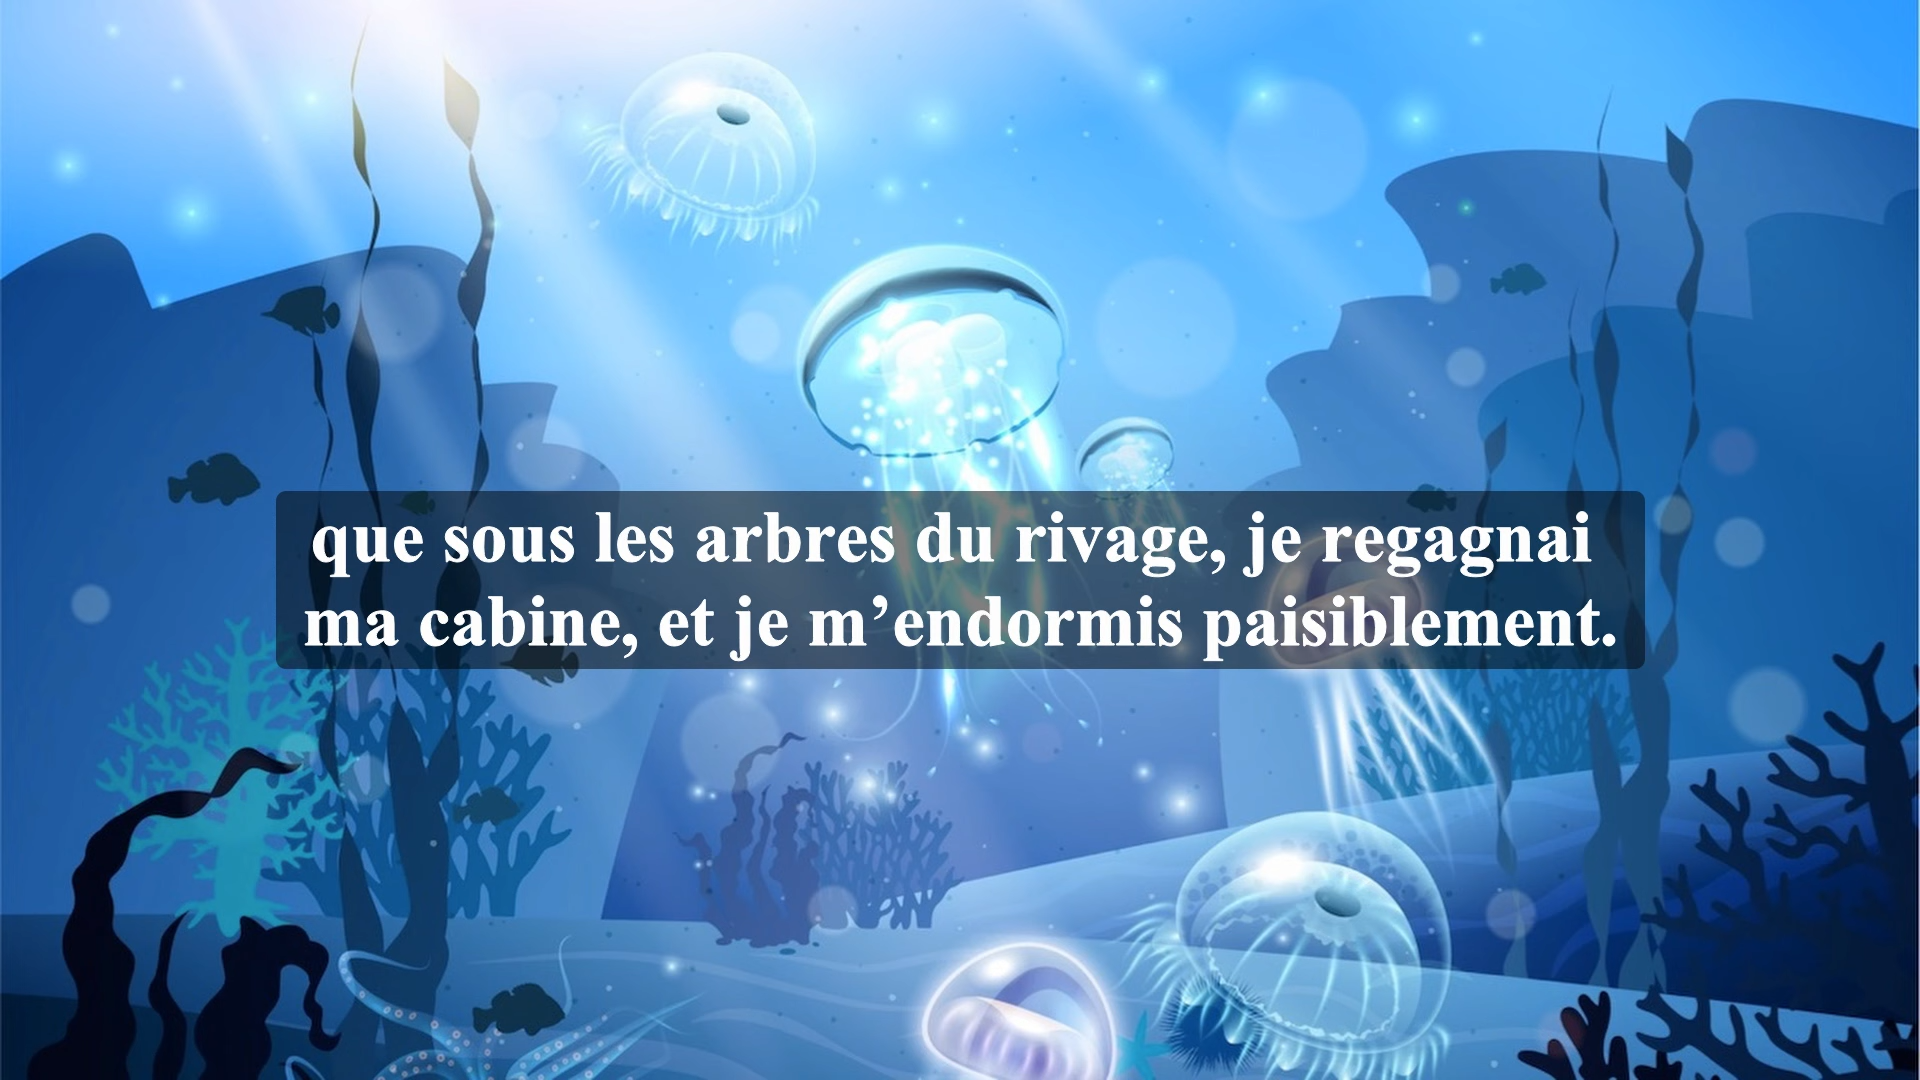 que sous les arbres du rivage, je regagnai
ma cabine, et je m’endormis paisiblement.